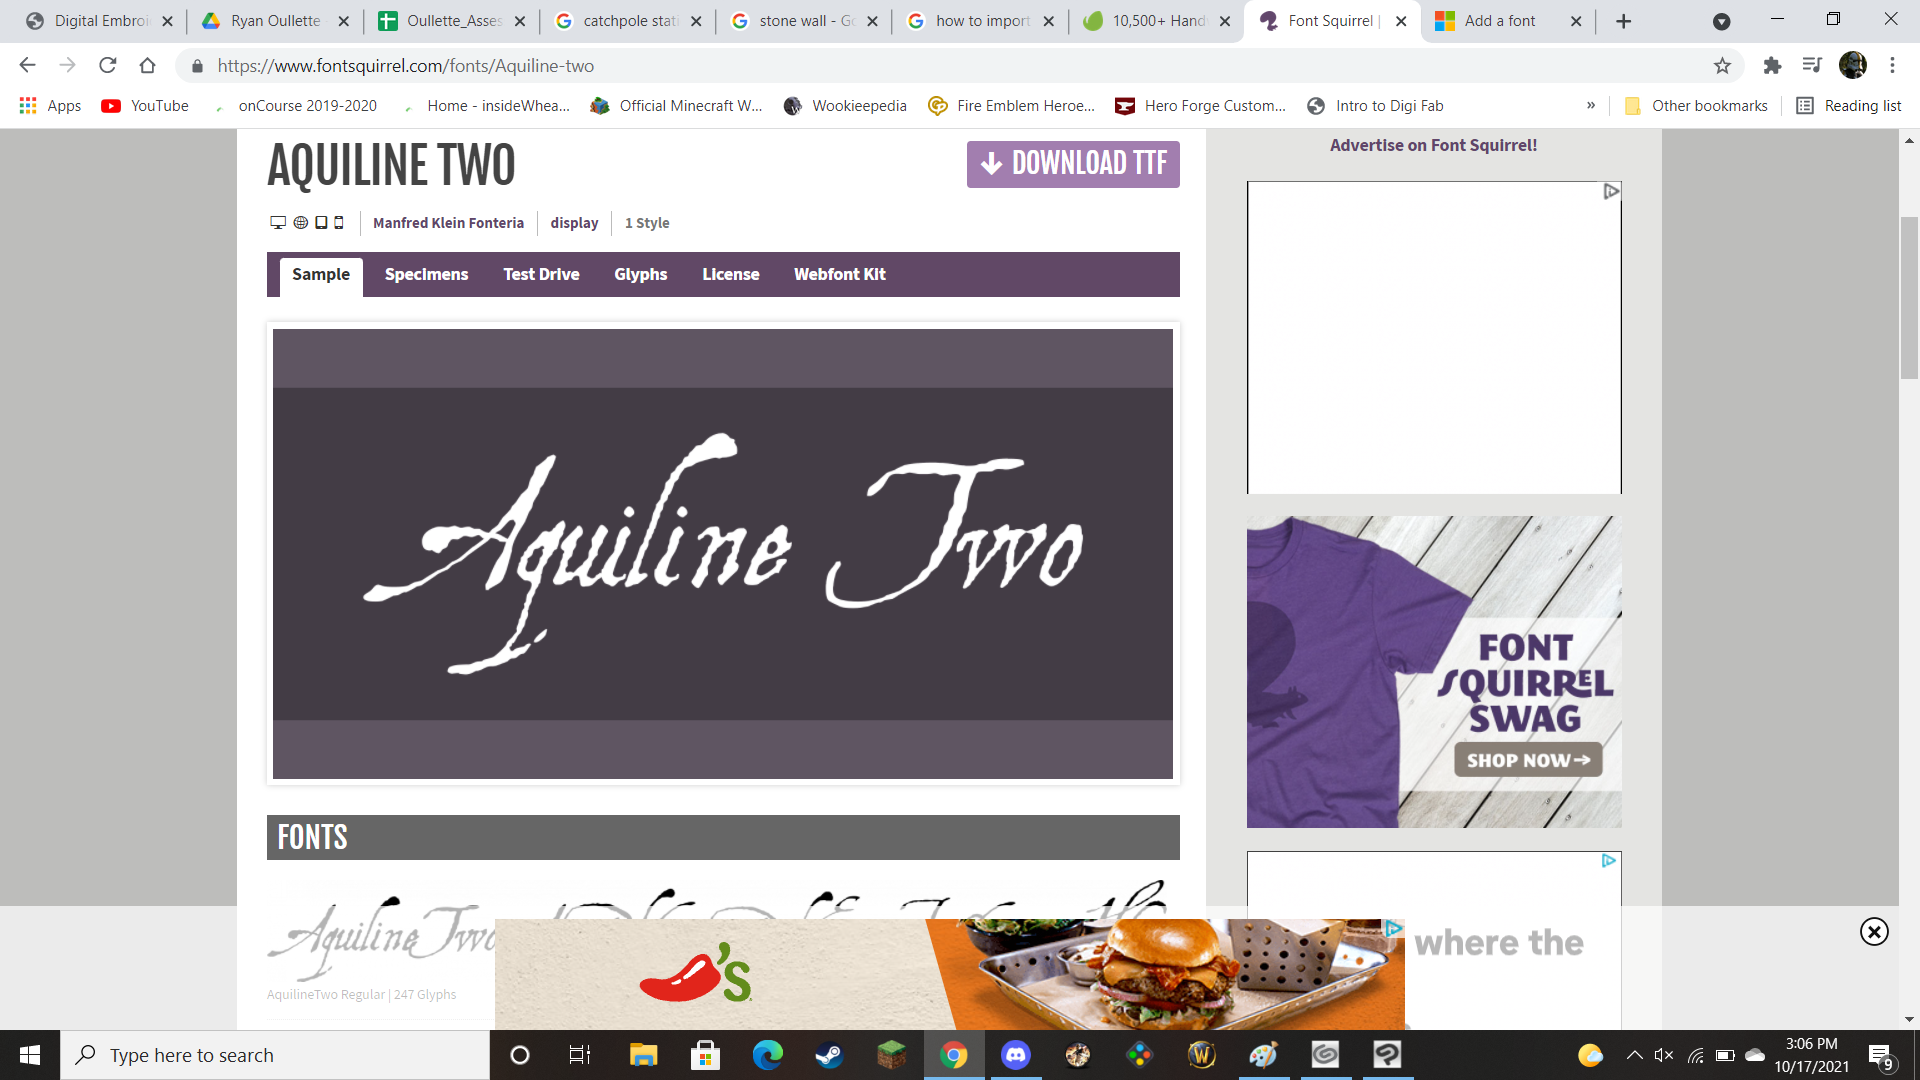 Digital Embroi
Ryan Oullette
Oullette_Asses
catchpole stati
stone wall - Go
how to import
10,500+ Handw
Font Squirrel |
Add a font
https://www.fontsquirrel.com/fonts/Aquiline-two
Apps
YouTube
onCourse 2019-2020
Home - insideWhea...
Official Minecraft W...
Wookieepedia
Fire Emblem Heroe...
Hero Forge Custom...
Intro to Digi Fab
»
Other bookmarks
Reading list
AQUILINE TWO
DOWNLOAD TTF
Manfred Klein Fonteria
display
1 Style
Sample
Specimens
Test Drive
Glyphs
License
Webfont Kit
Aquiline Two
FONTS
Aquiline Two
AquilineTwo Regular | 247 Glyphs
Advertise on Font Squirrel!
FONT
SQUIRREL
SWAG
SHOP NOW→
where the
's
Type here to search
3:06 PM
10/17/2021
9